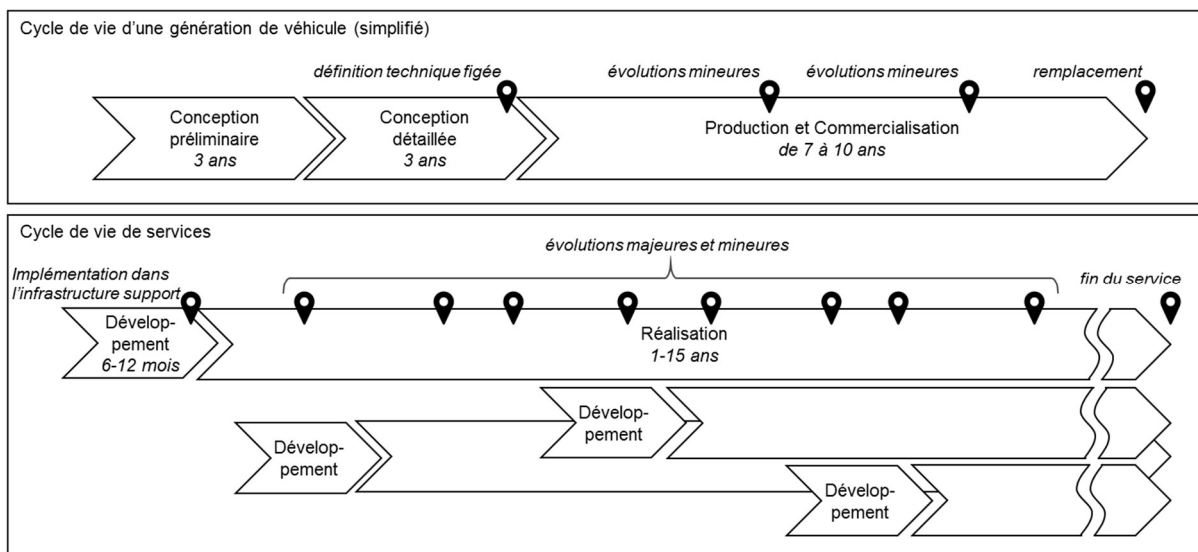 Cycle de vie d'une génération de véhicule (simplifié)
définition technique figée
évolutions mineures
évolutions mineures
remplacement
Conception
préliminaire
3 ans
Conception
détaillée
3 ans
Production et Commercialisation
de 7 à 10 ans
Cycle de vie de services
évolutions majeures et mineures
Implémentation dans
l'infrastructure support
fin du service
Dévelop-
pement
6-12 mois
Réalisation
1-15 ans
Dévelop-
pement
Dévelop-
pement
Dévelop-
pement